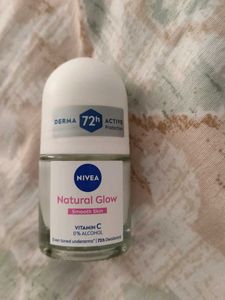 DERMA 72h ACTIVE
Protection
NIVEA
Natural Glow
Smooth Skin
VITAMIN C
0% ALCOHOL
Even toned underarms* | 72H Deodorant